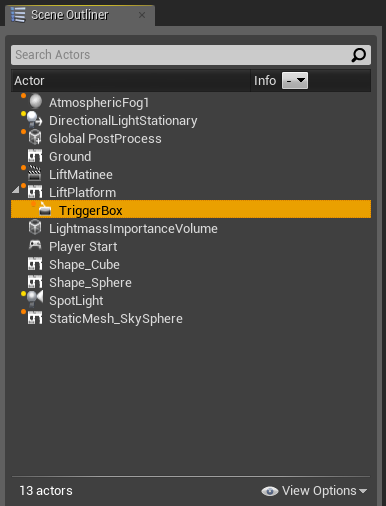 Scene Outliner
Search Actors
Actor Info -
AtmosphericFog1
DirectionalLightStationary
Global PostProcess
Ground
LiftMatinee
LiftPlatform
TriggerBox
LightmassImportanceVolume
Player Start
Shape_Cube
Shape_Sphere
SpotLight
StaticMesh_SkySphere
13 actors View Options